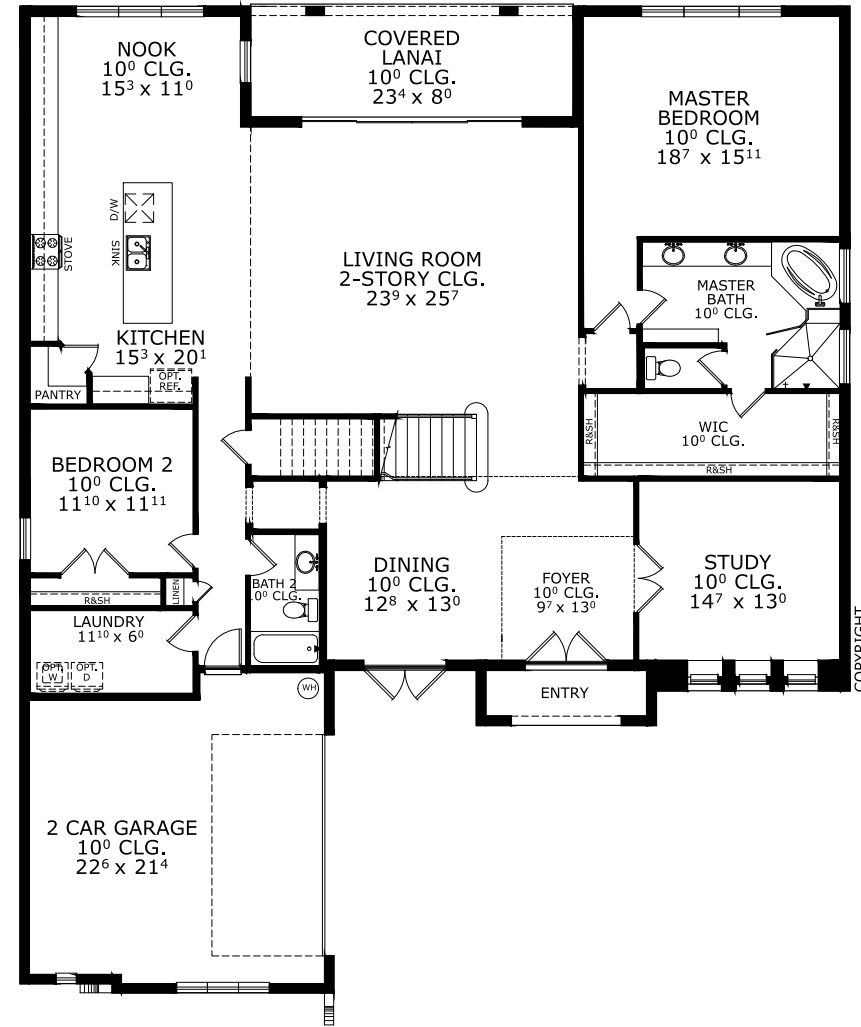 NOOK
10⁰ CLG.
15³ x 11⁰
COVERED
LANAI
10⁰ CLG.
23⁴ x 8⁰
MASTER
BEDROOM
10⁰ CLG.
18⁷ x 15¹¹
D/W
SINK
STOVE
LIVING ROOM
2-STORY CLG.
23⁹ x 25⁷
MASTER
BATH
10⁰ CLG.
KITCHEN
15³ x 20¹
OPT.
REF.
PANTRY
R&SH
WIC
10⁰ CLG.
R&SH
R&SH
BEDROOM 2
10⁰ CLG.
11¹⁰ x 11¹¹
R&SH
LINEN
BATH 2
10⁰ CLG.
DINING
10⁰ CLG.
12⁸ x 13⁰
FOYER
10⁰ CLG.
9⁷ x 13⁰
STUDY
10⁰ CLG.
14⁷ x 13⁰
LAUNDRY
11¹⁰ x 6⁰
OPT.
W
OPT.
D
WH
ENTRY
COPYRIGHT
2 CAR GARAGE
10⁰ CLG.
22⁶ x 21⁴